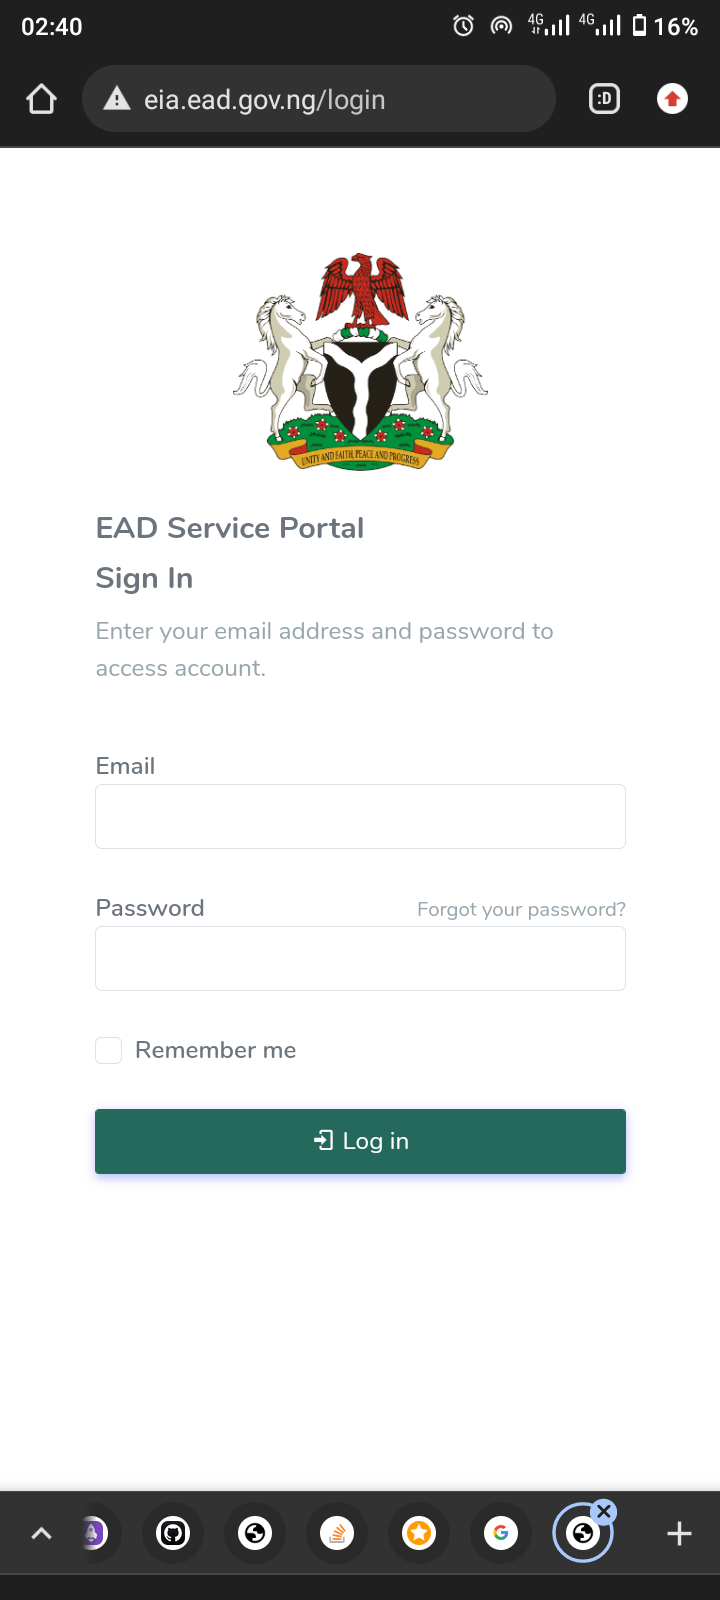 02:40
4G
4G
16%
eia.ead.gov.ng/login
:D
UNITY AND FAITH, PEACE AND PROGRESS
EAD Service Portal
Sign In
Enter your email address and password to
access account.
Email
Password
Forgot your password?
Remember me
Log in